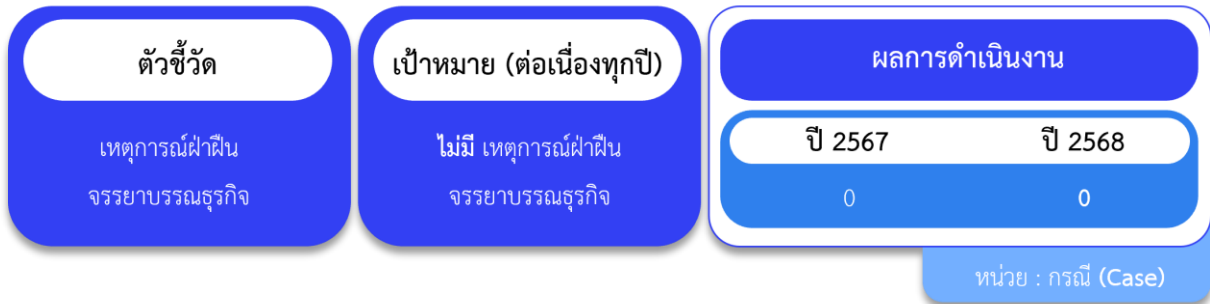 ตัวชี้วัด
เหตุการณ์ฝ่าฝืน
จรรยาบรรณธุรกิจ
เป้าหมาย (ต่อเนื่องทุกปี)
ไม่มี เหตุการณ์ฝ่าฝืน
จรรยาบรรณธุรกิจ
ผลการดำเนินงาน
ปี 2567 ปี 2568
0 0
หน่วย : กรณี (Case)